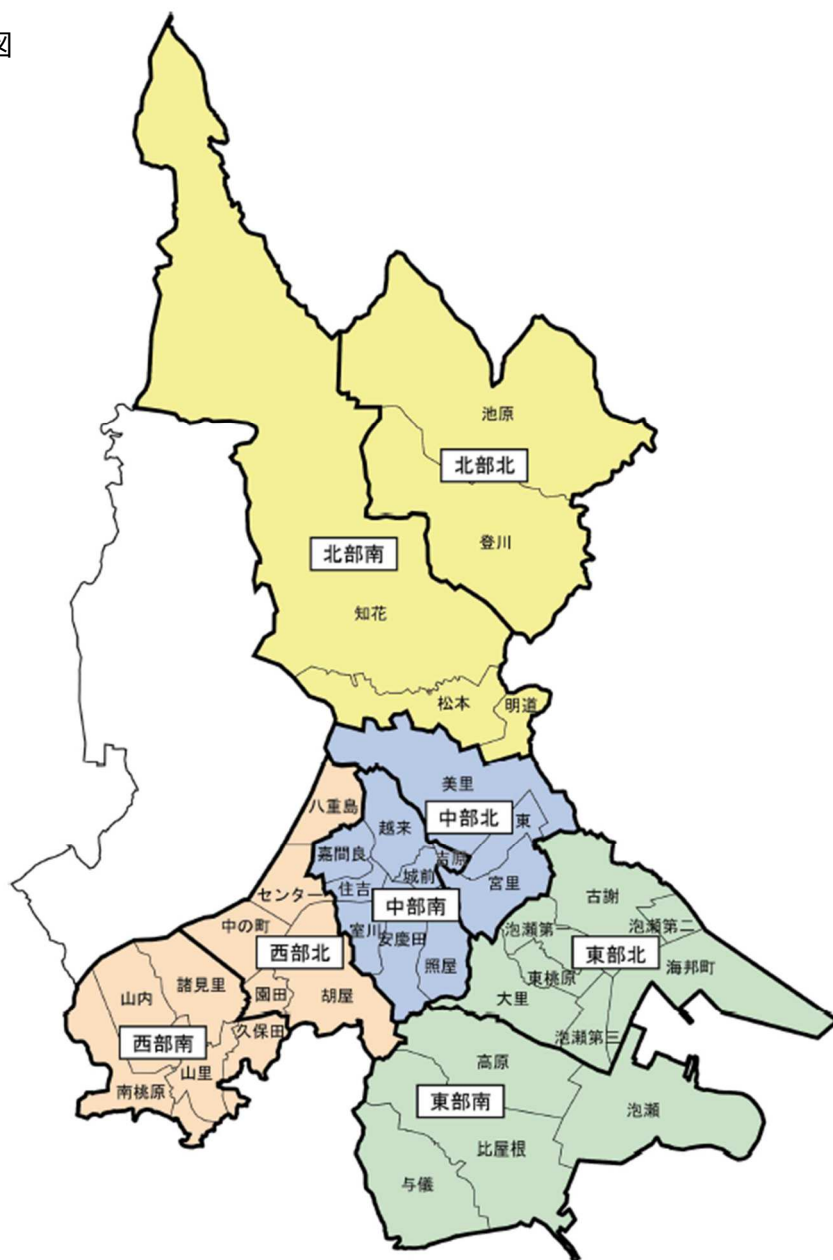 図
池原
北部北
登川
北部南
知花
松本
明道
美里
中部北
東
八重島
越来
嘉間良
吉原
城前
宮里
住吉
センター
中部南
古謝
中の町
室川
安慶田
泡瀬第一
泡瀬第二
西部北
照屋
東部北
海邦町
諸見里
東桃原
山内
園田
胡屋
大里
久保田
泡瀬第三
西部南
山里
高原
南桃原
東部南
泡瀬
比屋根
与儀